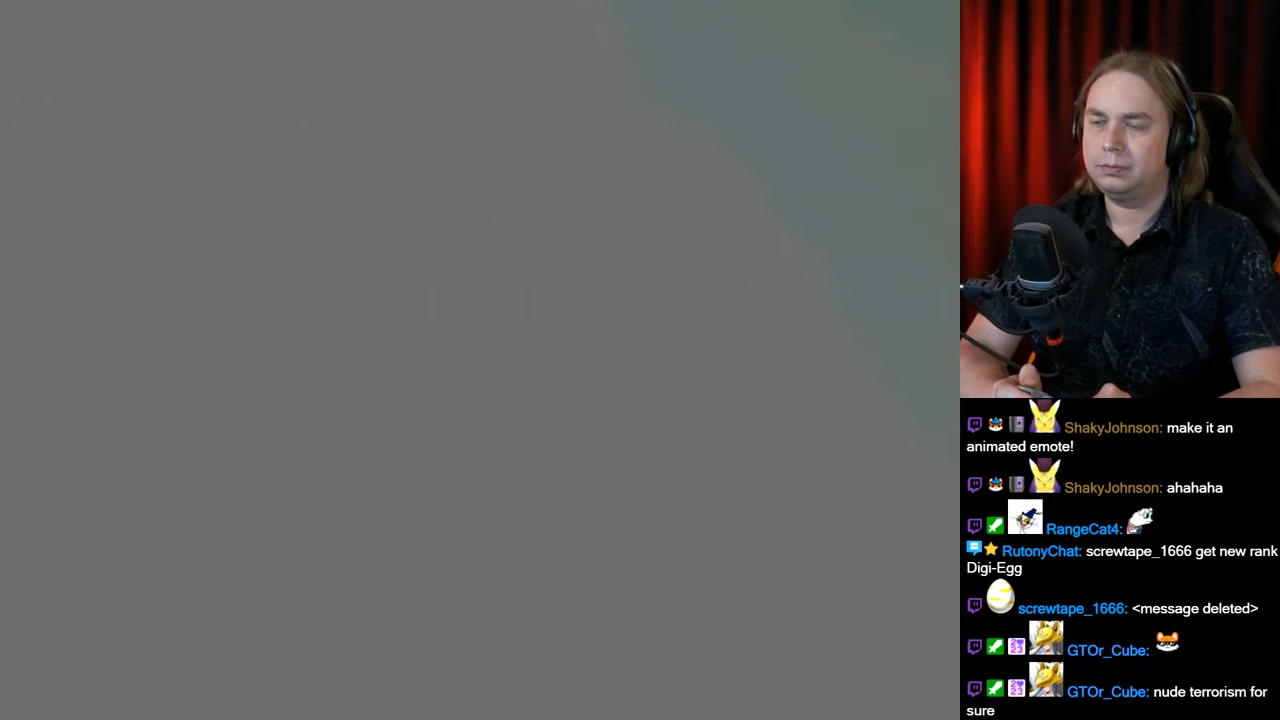 ShakyJohnson: make it an
animated emote!
ShakyJohnson: ahahaha
RangeCat4:
RutonyChat: screwtape_1666 get new rank
Digi-Egg
screwtape_1666: <message deleted>
GTOr_Cube:
GTOr_Cube: nude terrorism for
sure